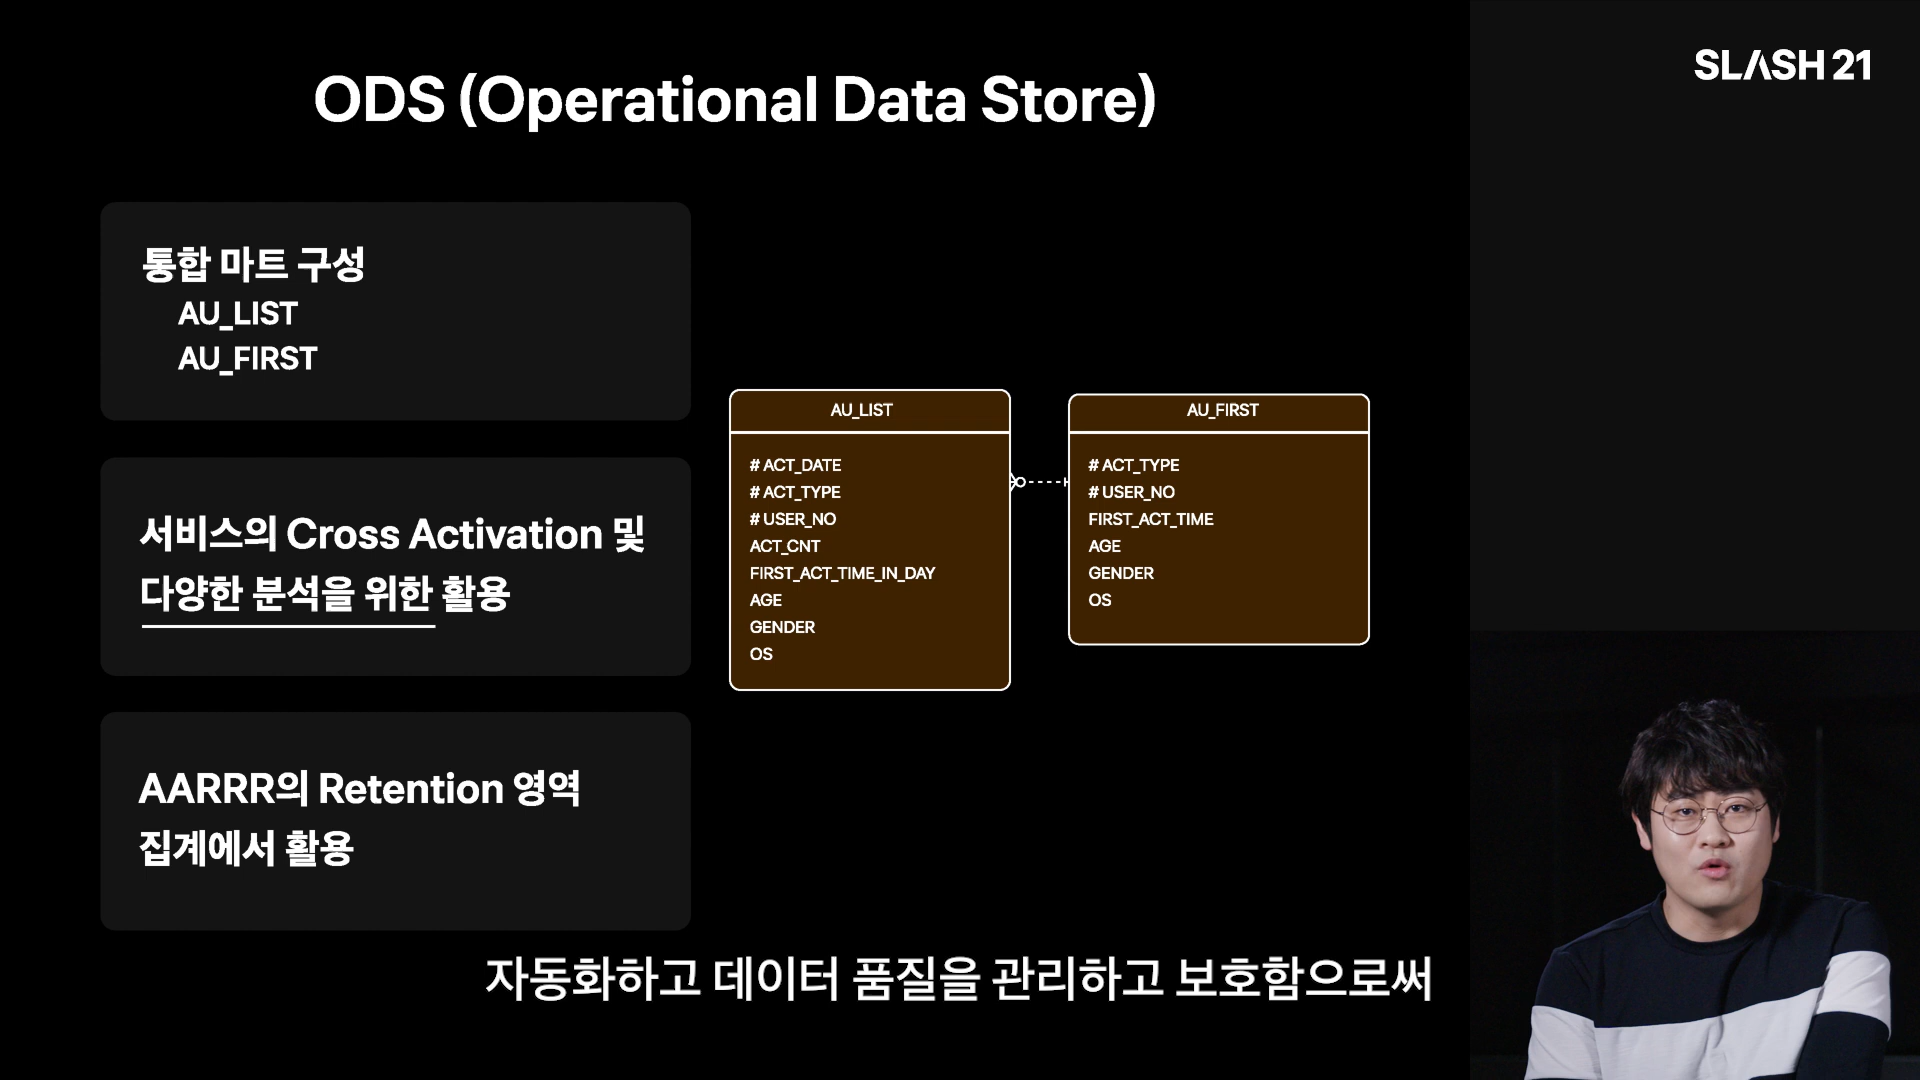 ODS (Operational Data Store)
SLASH 21
통합 마트 구성
AU_LIST
AU_FIRST
서비스의 Cross Activation 및
다양한 분석을 위한 활용
AARRR의 Retention 영역
집계에서 활용
AU_LIST
# ACT_DATE
# ACT_TYPE
# USER_NO
ACT_CNT
FIRST_ACT_TIME_IN_DAY
AGE
GENDER
OS
AU_FIRST
# ACT_TYPE
# USER_NO
FIRST_ACT_TIME
AGE
GENDER
OS
자동화하고 데이터 품질을 관리하고 보호함으로써